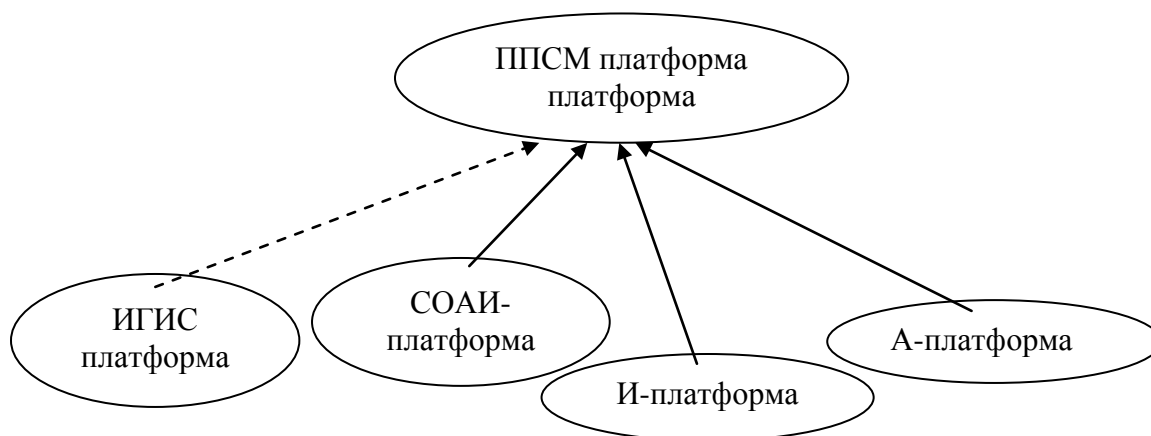 ППСМ платформа
платформа
ИГИС
платформа
СОАИ-
платформа
И-платформа
А-платформа